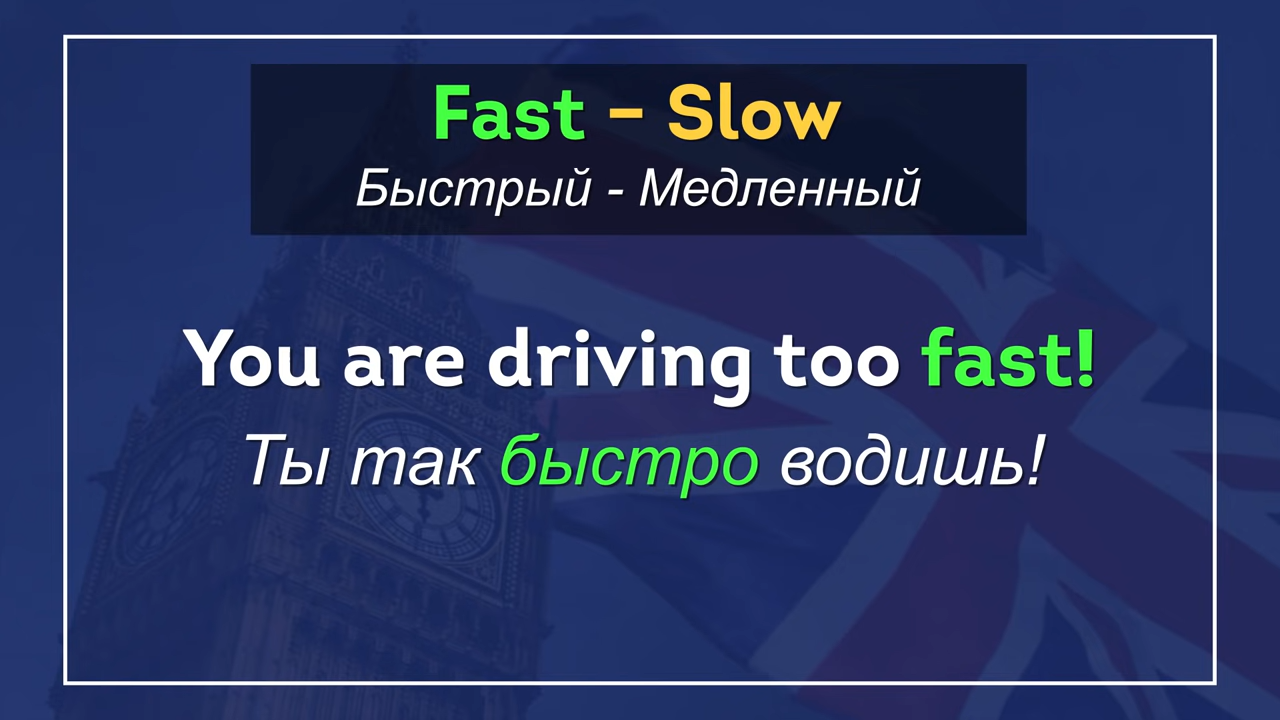 Fast – Slow
Быстрый - Медленный
You are driving too fast!
Ты так быстро водишь!